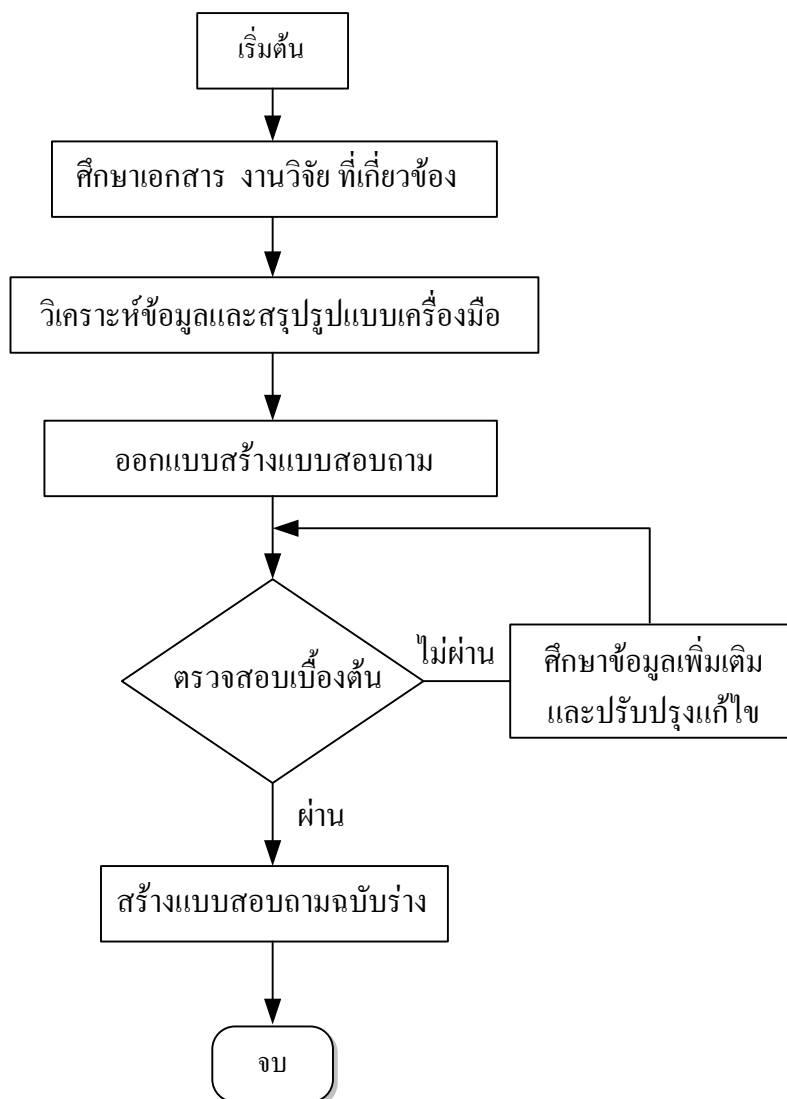 เริ่มต้น
ศึกษาเอกสาร งานวิจัย ที่เกี่ยวข้อง
วิเคราะห์ข้อมูลและสรุปรูปแบบเครื่องมือ
ออกแบบสร้างแบบสอบถาม
ตรวจสอบเบื้องต้น
ไม่ผ่าน
ศึกษาข้อมูลเพิ่มเติม
และปรับปรุงแก้ไข
ผ่าน
สร้างแบบสอบถามฉบับร่าง
จบ